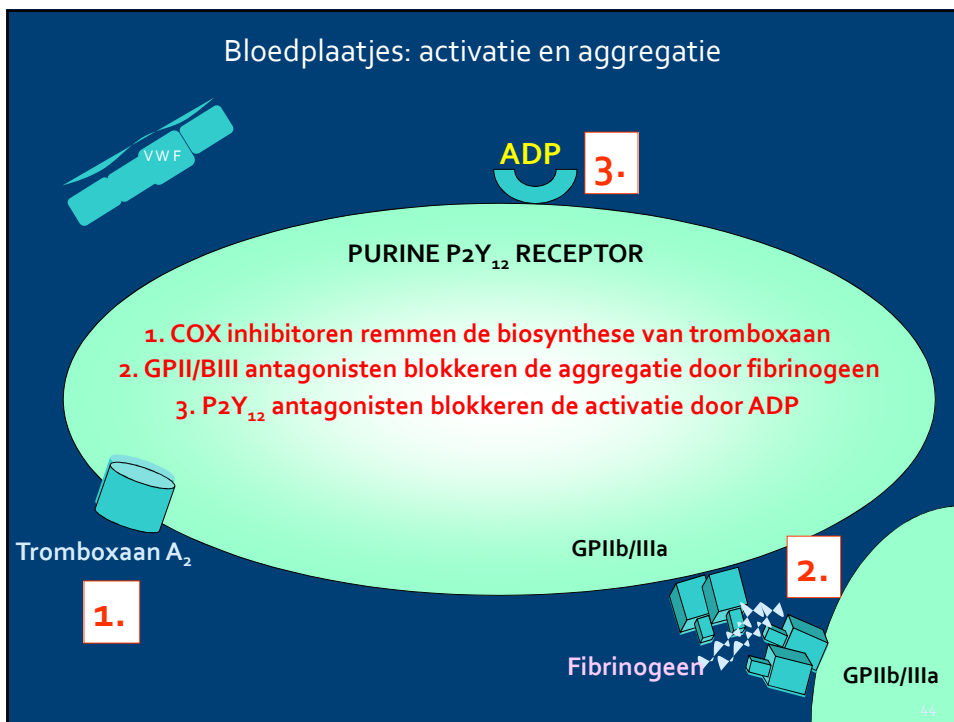 Bloedplaatjes: activatie en aggregatie
VWF
ADP
3.
PURINE P2Y₁₂ RECEPTOR
1. COX inhibitoren remmen de biosynthese van tromboxaan
2. GPII/BIII antagonisten blokkeren de aggregatie door fibrinogeen
3. P2Y₁₂ antagonisten blokkeren de activatie door ADP
Tromboxaan A₂
1.
GPIIb/IIIa
2.
Fibrinogeen
GPIIb/IIIa
44